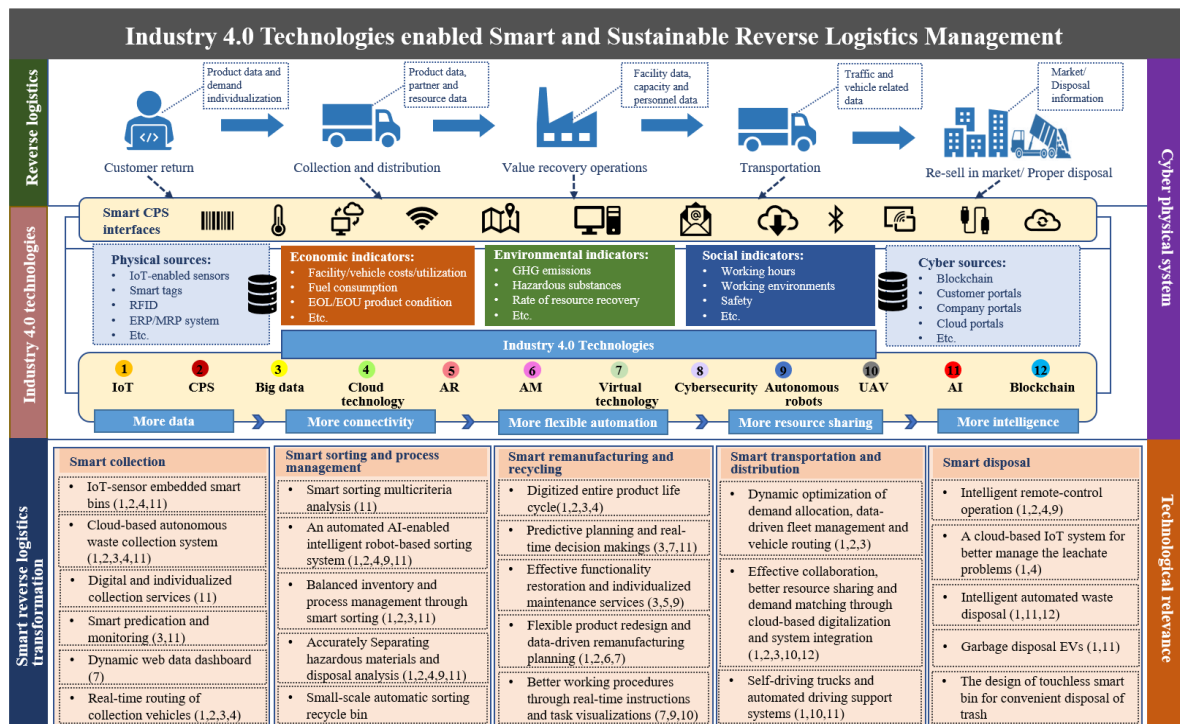 Industry 4.0 Technologies enabled Smart and Sustainable Reverse Logistics Management
Reverse logistics
Product data and
demand
individualization
Product data,
partner and
resource data
Facility data,
capacity and
personnel data
Traffic and
vehicle related
data
Market/
Disposal
information
Customer return
Collection and distribution
Value recovery operations
Transportation
Re-sell in market/ Proper disposal
Cyber physical system
Industry 4.0 technologies
Smart CPS
interfaces
Physical sources:
• IoT-enabled sensors
• Smart tags
• RFID
• ERP/MRP system
• Etc.
Economic indicators:
• Facility/vehicle costs/utilization
• Fuel consumption
• EOL/EOU product condition
• Etc.
Environmental indicators:
• GHG emissions
• Hazardous substances
• Rate of resource recovery
• Etc.
Social indicators:
• Working hours
• Working environments
• Safety
• Etc.
Cyber sources:
• Blockchain
• Customer portals
• Company portals
• Cloud portals
• Etc.
Industry 4.0 Technologies
1 2 3 4 5 6 7 8 9 10 11 12
IoT CPS Big data Cloud AR AM Virtual Cybersecurity Autonomous UAV AI Blockchain
technology technology robots
More data
More connectivity
More flexible automation
More resource sharing
More intelligence
Smart reverse logistics
transformation
Smart collection
• IoT-sensor embedded smart
bins (1,2,4,11)
• Cloud-based autonomous
waste collection system
(1,2,3,4,11)
• Digital and individualized
collection services (11)
• Smart predication and
monitoring (3,11)
• Dynamic web data dashboard
(7)
• Real-time routing of
collection vehicles (1,2,3,4)
Smart sorting and process
management
• Smart sorting multicriteria
analysis (11)
• An automated AI-enabled
intelligent robot-based sorting
system (1,2,4,9,11)
• Balanced inventory and
process management through
smart sorting (1,2,3,11)
• Accurately Separating
hazardous materials and
disposal analysis (1,2,4,9,11)
• Small-scale automatic sorting
recycle bin
Smart remanufacturing and
recycling
• Digitized entire product life
cycle(1,2,3,4)
• Predictive planning and real-
time decision makings (3,7,11)
• Effective functionality
restoration and individualized
maintenance services (3,5,9)
• Flexible product redesign and
data-driven remanufacturing
planning (1,2,6,7)
• Better working procedures
through real-time instructions
and task visualizations (7,9,10)
Smart transportation and
distribution
• Dynamic optimization of
demand allocation, data-
driven fleet management and
vehicle routing (1,2,3)
• Effective collaboration,
better resource sharing and
demand matching through
cloud-based digitalization
and system integration
(1,2,3,10,12)
• Self-driving trucks and
automated driving support
systems (1,10,11)
Smart disposal
• Intelligent remote-control
operation (1,2,4,9)
• A cloud-based IoT system for
better manage the leachate
problems (1,4)
• Intelligent automated waste
disposal (1,11,12)
• Garbage disposal EVs (1,11)
• The design of touchless smart
bin for convenient disposal of
trash
Technological relevance